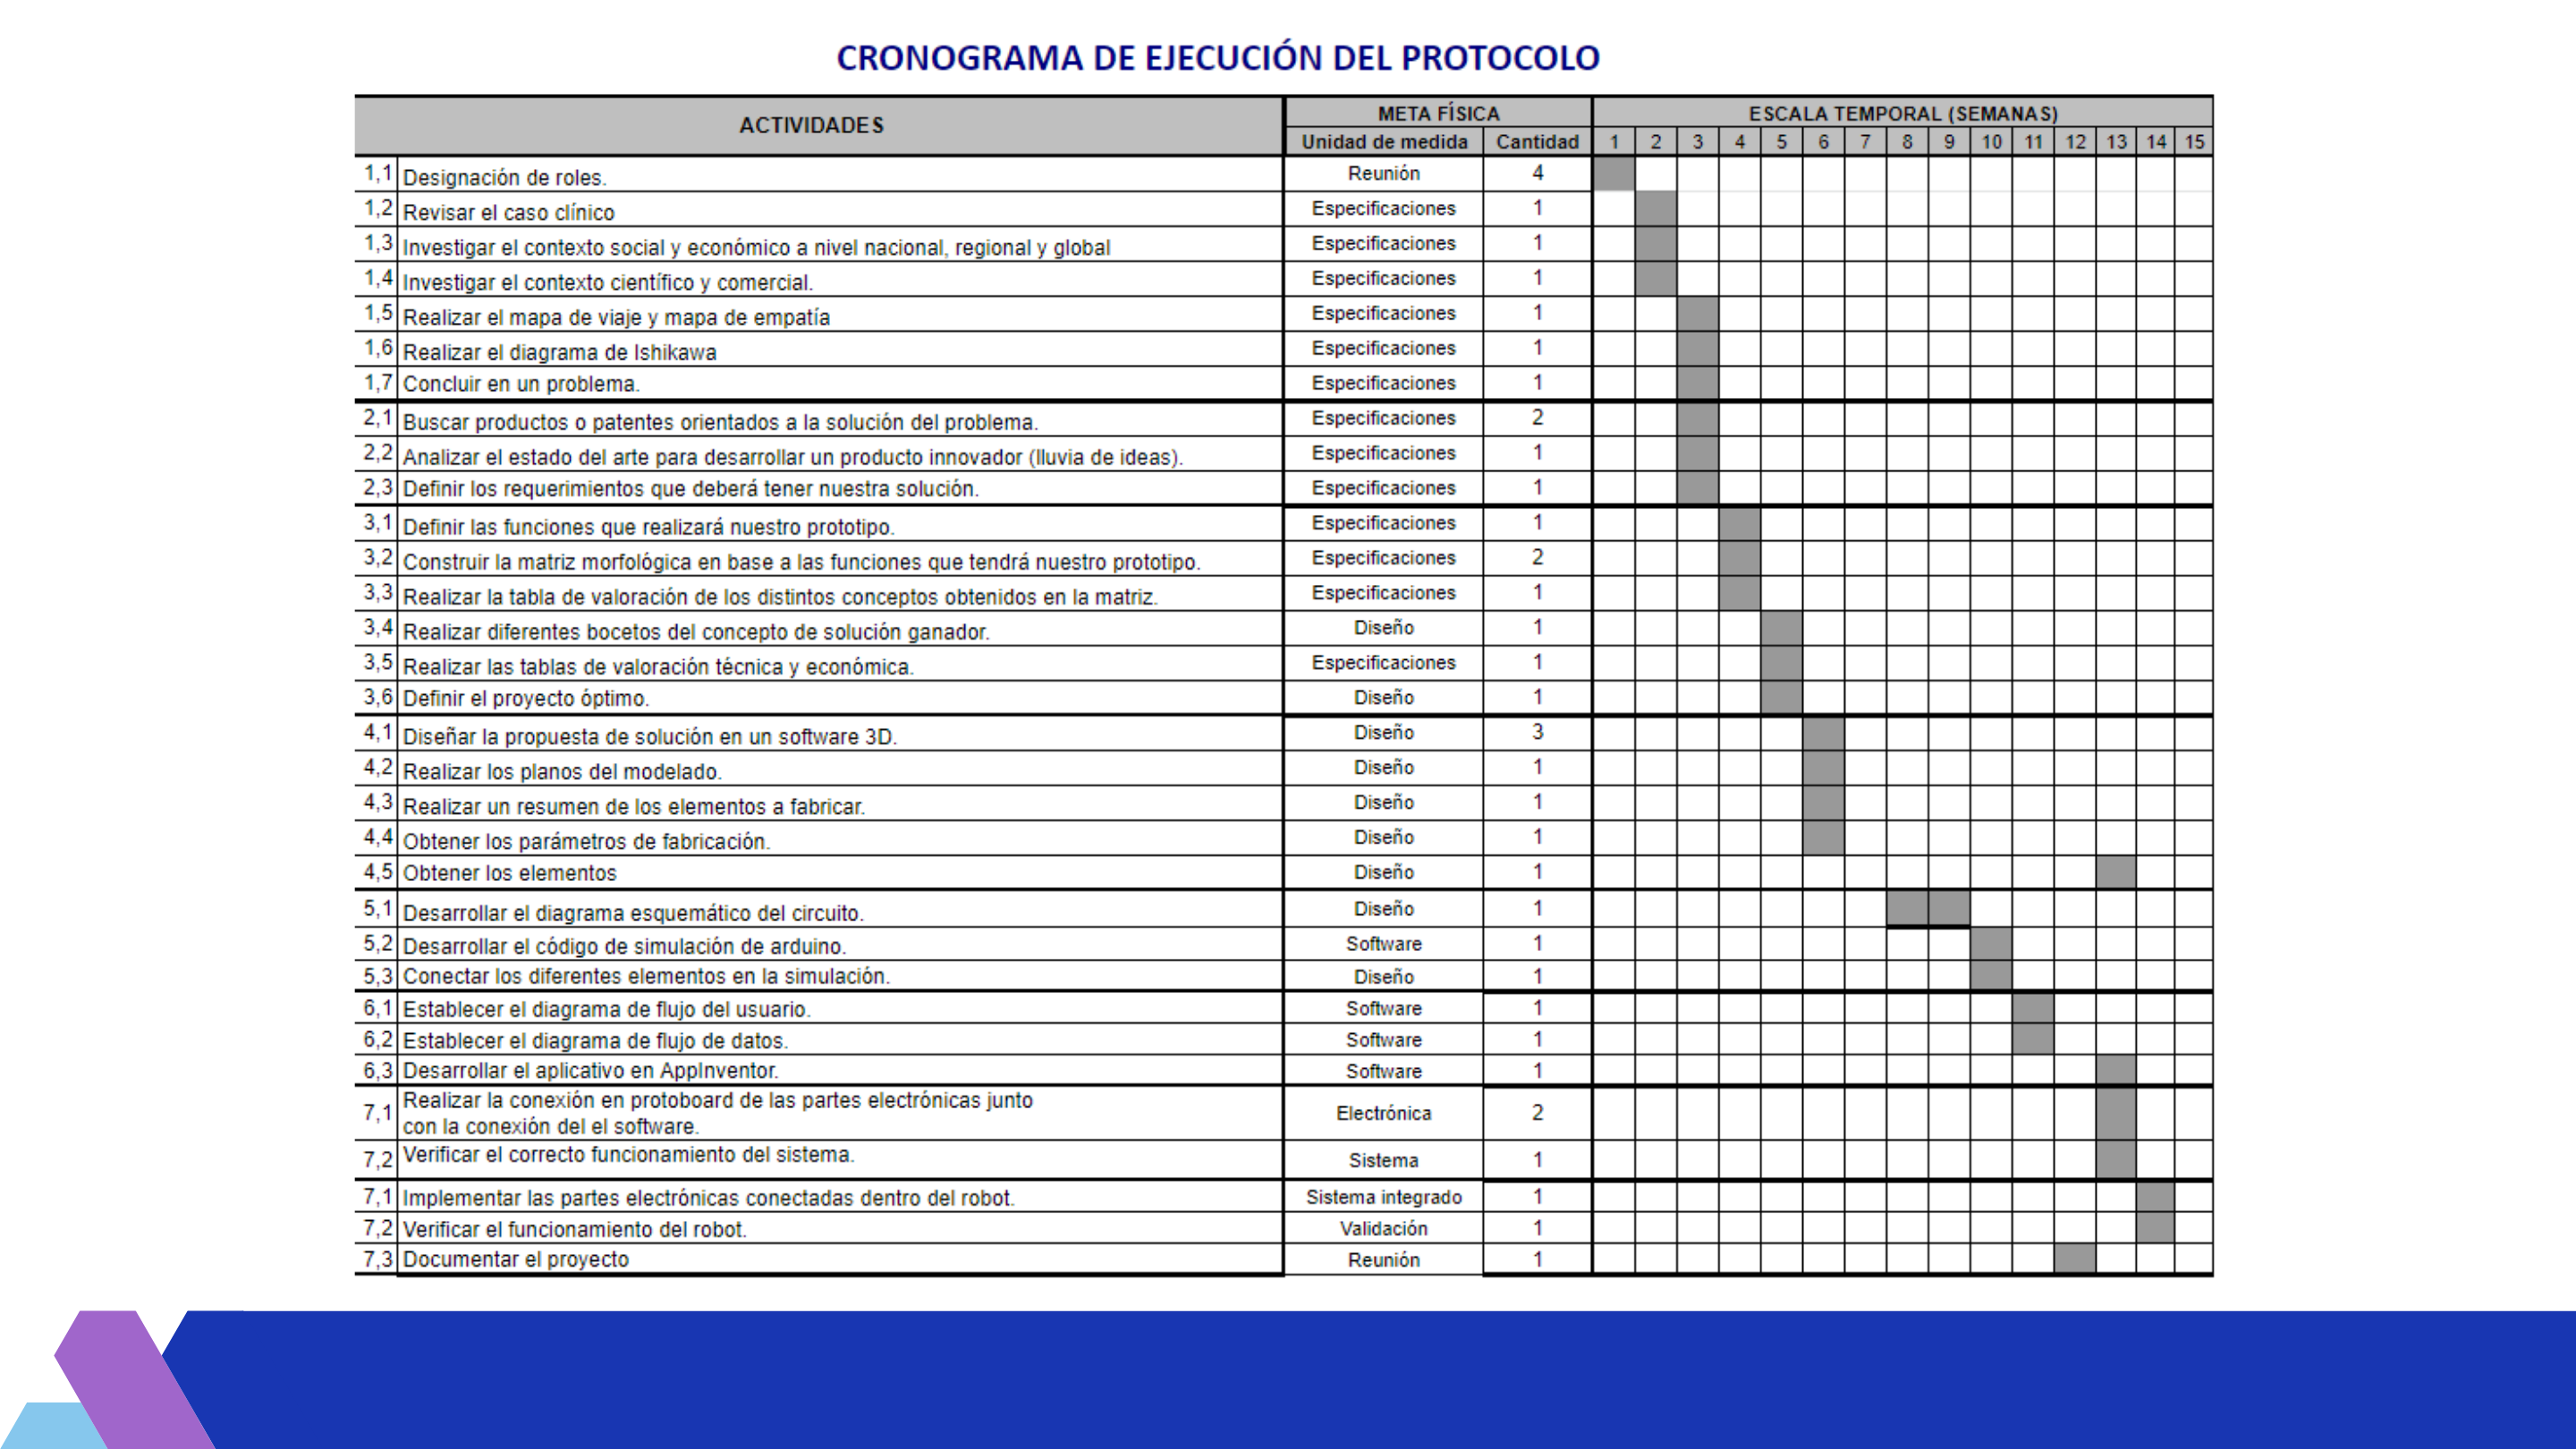 CRONOGRAMA DE EJECUCIÓN DEL PROTOCOLO
ACTIVIDADES META FÍSICA ESCALA TEMPORAL (SEMANAS)
Unidad de medida Cantidad 1 2 3 4 5 6 7 8 9 10 11 12 13 14 15
1,1 Designación de roles. Reunión 4
1,2 Revisar el caso clínico Especificaciones 1
1,3 Investigar el contexto social y económico a nivel nacional, regional y global Especificaciones 1
1,4 Investigar el contexto científico y comercial. Especificaciones 1
1,5 Realizar el mapa de viaje y mapa de empatía Especificaciones 1
1,6 Realizar el diagrama de Ishikawa Especificaciones 1
1,7 Concluir en un problema. Especificaciones 1
2,1 Buscar productos o patentes orientados a la solución del problema. Especificaciones 2
2,2 Analizar el estado del arte para desarrollar un producto innovador (lluvia de ideas). Especificaciones 1
2,3 Definir los requerimientos que deberá tener nuestra solución. Especificaciones 1
3,1 Definir las funciones que realizará nuestro prototipo. Especificaciones 1
3,2 Construir la matriz morfológica en base a las funciones que tendrá nuestro prototipo. Especificaciones 2
3,3 Realizar la tabla de valoración de los distintos conceptos obtenidos en la matriz. Especificaciones 1
3,4 Realizar diferentes bocetos del concepto de solución ganador. Diseño 1
3,5 Realizar las tablas de valoración técnica y económica. Especificaciones 1
3,6 Definir el proyecto óptimo. Diseño 1
4,1 Diseñar la propuesta de solución en un software 3D. Diseño 3
4,2 Realizar los planos del modelado. Diseño 1
4,3 Realizar un resumen de los elementos a fabricar. Diseño 1
4,4 Obtener los parámetros de fabricación. Diseño 1
4,5 Obtener los elementos Diseño 1
5,1 Desarrollar el diagrama esquemático del circuito. Diseño 1
5,2 Desarrollar el código de simulación de arduino. Software 1
5,3 Conectar los diferentes elementos en la simulación. Diseño 1
6,1 Establecer el diagrama de flujo del usuario. Software 1
6,2 Establecer el diagrama de flujo de datos. Software 1
6,3 Desarrollar el aplicativo en AppInventor. Software 1
7,1 Realizar la conexión en protoboard de las partes electrónicas junto
con la conexión del el software. Electrónica 2
7,2 Verificar el correcto funcionamiento del sistema. Sistema 1
7,1 Implementar las partes electrónicas conectadas dentro del robot. Sistema integrado 1
7,2 Verificar el funcionamiento del robot. Validación 1
7,3 Documentar el proyecto Reunión 1